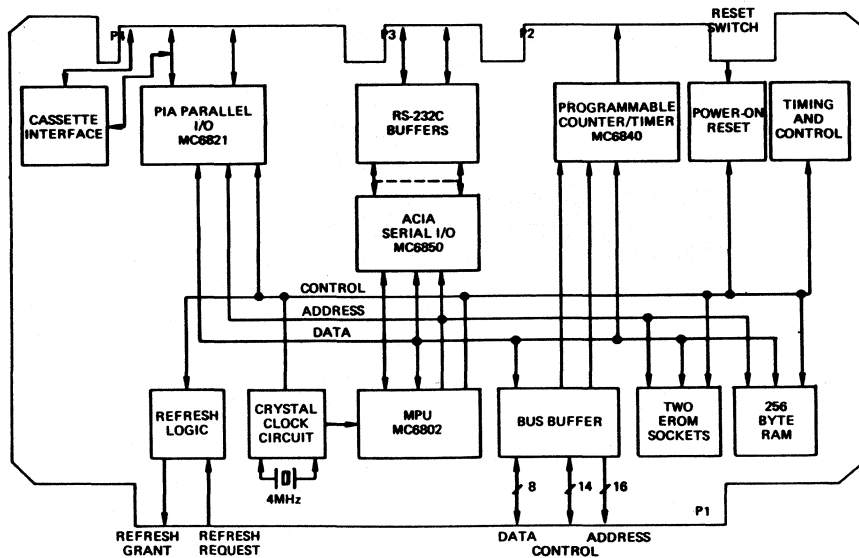 P4
P3
P2
RESET
SWITCH
CASSETTE
INTERFACE
PIA PARALLEL
I/O
MC6821
RS-232C
BUFFERS
PROGRAMMABLE
COUNTER/TIMER
MC6840
POWER-ON
RESET
TIMING
AND
CONTROL
ACIA
SERIAL I/O
MC6850
CONTROL
ADDRESS
DATA
REFRESH
LOGIC
CRYSTAL
CLOCK
CIRCUIT
MPU
MC6802
BUS BUFFER
TWO
EROM
SOCKETS
256
BYTE
RAM
4MHz
8
14
16
P1
REFRESH
GRANT
REFRESH
REQUEST
DATA
CONTROL
ADDRESS